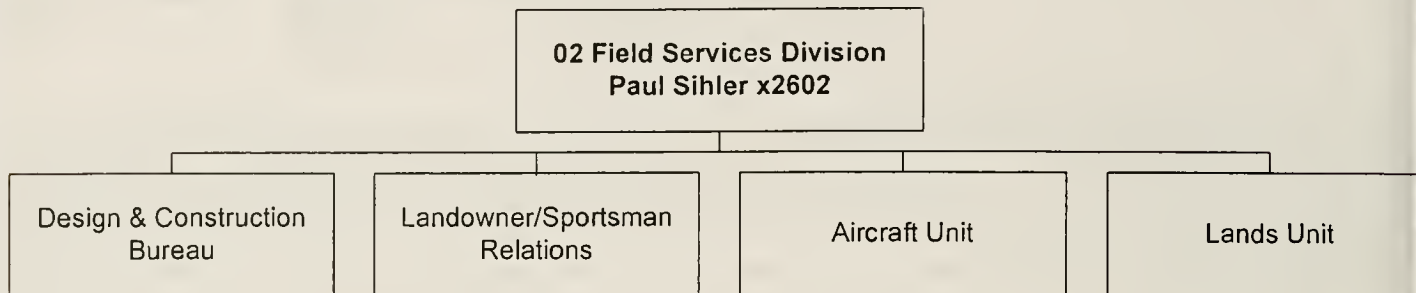 02 Field Services Division
Paul Sihler x2602
Design & Construction
Bureau
Landowner/Sportsman
Relations
Aircraft Unit
Lands Unit